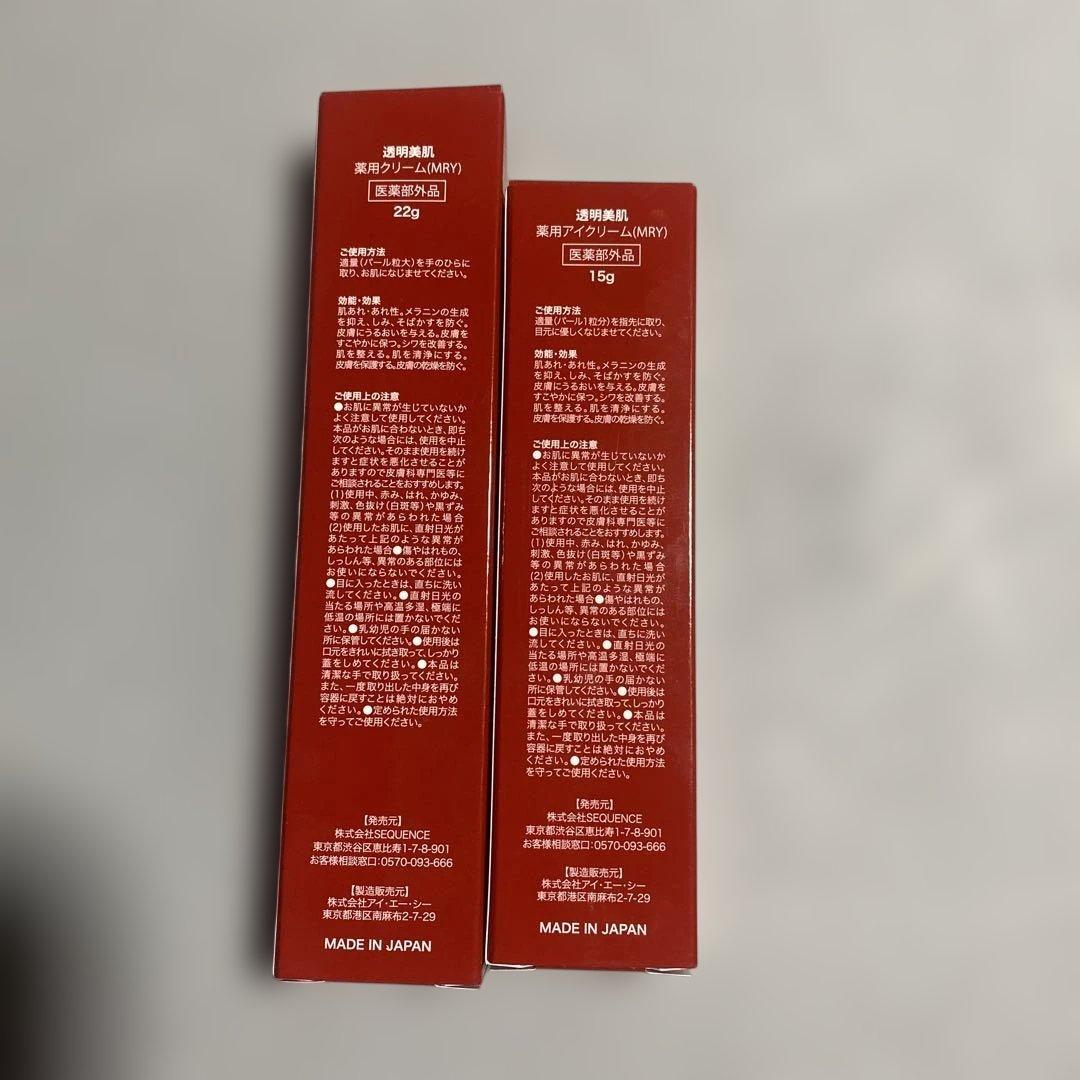 透明美肌
薬用クリーム(MRY)
医薬部外品
22g
ご使用方法
適量(パール粒大)を手のひらに
取り、お肌になじませてください。
効能・効果
肌あれ・あれ性。メラニンの生成
を抑え、しみ、そばかすを防ぐ。
皮膚にうるおいを与える。皮膚を
すこやかに保つ。シワを改善する。
肌を整える。肌を清浄にする。
皮膚を保護する。皮膚の乾燥を防ぐ。
ご使用上の注意
●お肌に異常が生じていないか
よく注意して使用してください。
本品がお肌に合わないとき、即ち
次のような場合には、使用を中止
してください。そのまま使用を続け
ますと症状を悪化させることが
ありますので皮膚科専門医等に
ご相談されることをおすすめします。
(1)使用中、赤み、はれ、かゆみ、
刺激、色抜け(白斑等)や黒ずみ
等の異常があらわれた場合
(2)使用したお肌に、直射日光が
あたって上記のような異常が
あらわれた場合●傷やはれもの、
しっしん等、異常のある部位には
お使いにならないでください。
●目に入ったときは、直ちに洗い
流してください。●直射日光の
当たる場所や高温多湿、極端に
低温の場所には置かないでくだ
さい。●乳幼児の手の届かない
所に保管してください。●使用後は
口元をきれいに拭き取って、しっかり
蓋をしめてください。●本品は
清潔な手で取り扱ってください。
また、一度取り出した中身を再び
容器に戻すことは絶対におやめ
ください。●定められた使用方法
を守ってご使用ください。
【発売元】
株式会社SEQUENCE
東京都渋谷区恵比寿1-7-8-901
お客様相談窓口:0570-093-666
【製造販売元】
株式会社アイ・エー・シー
東京都港区南麻布2-7-29
MADE IN JAPAN
透明美肌
薬用アイクリーム(MRY)
医薬部外品
15g
ご使用方法
適量(パール1粒分)を指先に取り、
目元に優しくなじませてください。
効能・効果
肌あれ・あれ性。メラニンの生成
を抑え、しみ、そばかすを防ぐ。
皮膚にうるおいを与える。皮膚を
すこやかに保つ。シワを改善する。
肌を整える。肌を清浄にする。
皮膚を保護する。皮膚の乾燥を防ぐ。
ご使用上の注意
●お肌に異常が生じていないか
よく注意して使用してください。
本品がお肌に合わないとき、即ち
次のような場合には、使用を中止
してください。そのまま使用を続け
ますと症状を悪化させることが
ありますので皮膚科専門医等に
ご相談されることをおすすめします。
(1)使用中、赤み、はれ、かゆみ、
刺激、色抜け(白斑等)や黒ずみ
等の異常があらわれた場合
(2)使用したお肌に、直射日光が
あたって上記のような異常が
あらわれた場合●傷やはれもの、
しっしん等、異常のある部位には
お使いにならないでください。
●目に入ったときは、直ちに洗い
流してください。●直射日光の
当たる場所や高温多湿、極端に
低温の場所には置かないでくだ
さい。●乳幼児の手の届かない
所に保管してください。●使用後は
口元をきれいに拭き取って、しっかり
蓋をしめてください。●本品は
清潔な手で取り扱ってください。
また、一度取り出した中身を再び
容器に戻すことは絶対におやめ
ください。●定められた使用方法
を守ってご使用ください。
【発売元】
株式会社SEQUENCE
東京都渋谷区恵比寿1-7-8-901
お客様相談窓口:0570-093-666
【製造販売元】
株式会社アイ・エー・シー
東京都港区南麻布2-7-29
MADE IN JAPAN